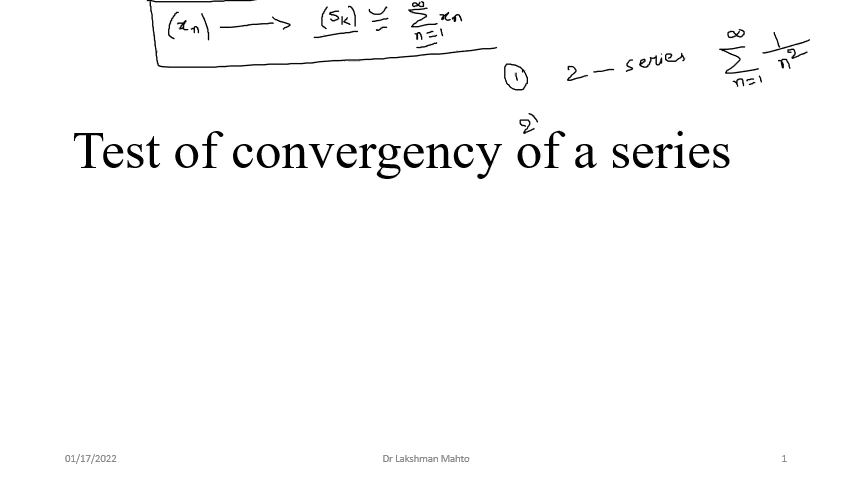 (xn) ⟶ (SK) ≅ ∞∑n=1 xn
① 2 – series ∞∑n=1 1/n²
2)
Test of convergency of a series
01/17/2022 Dr Lakshman Mahto 1